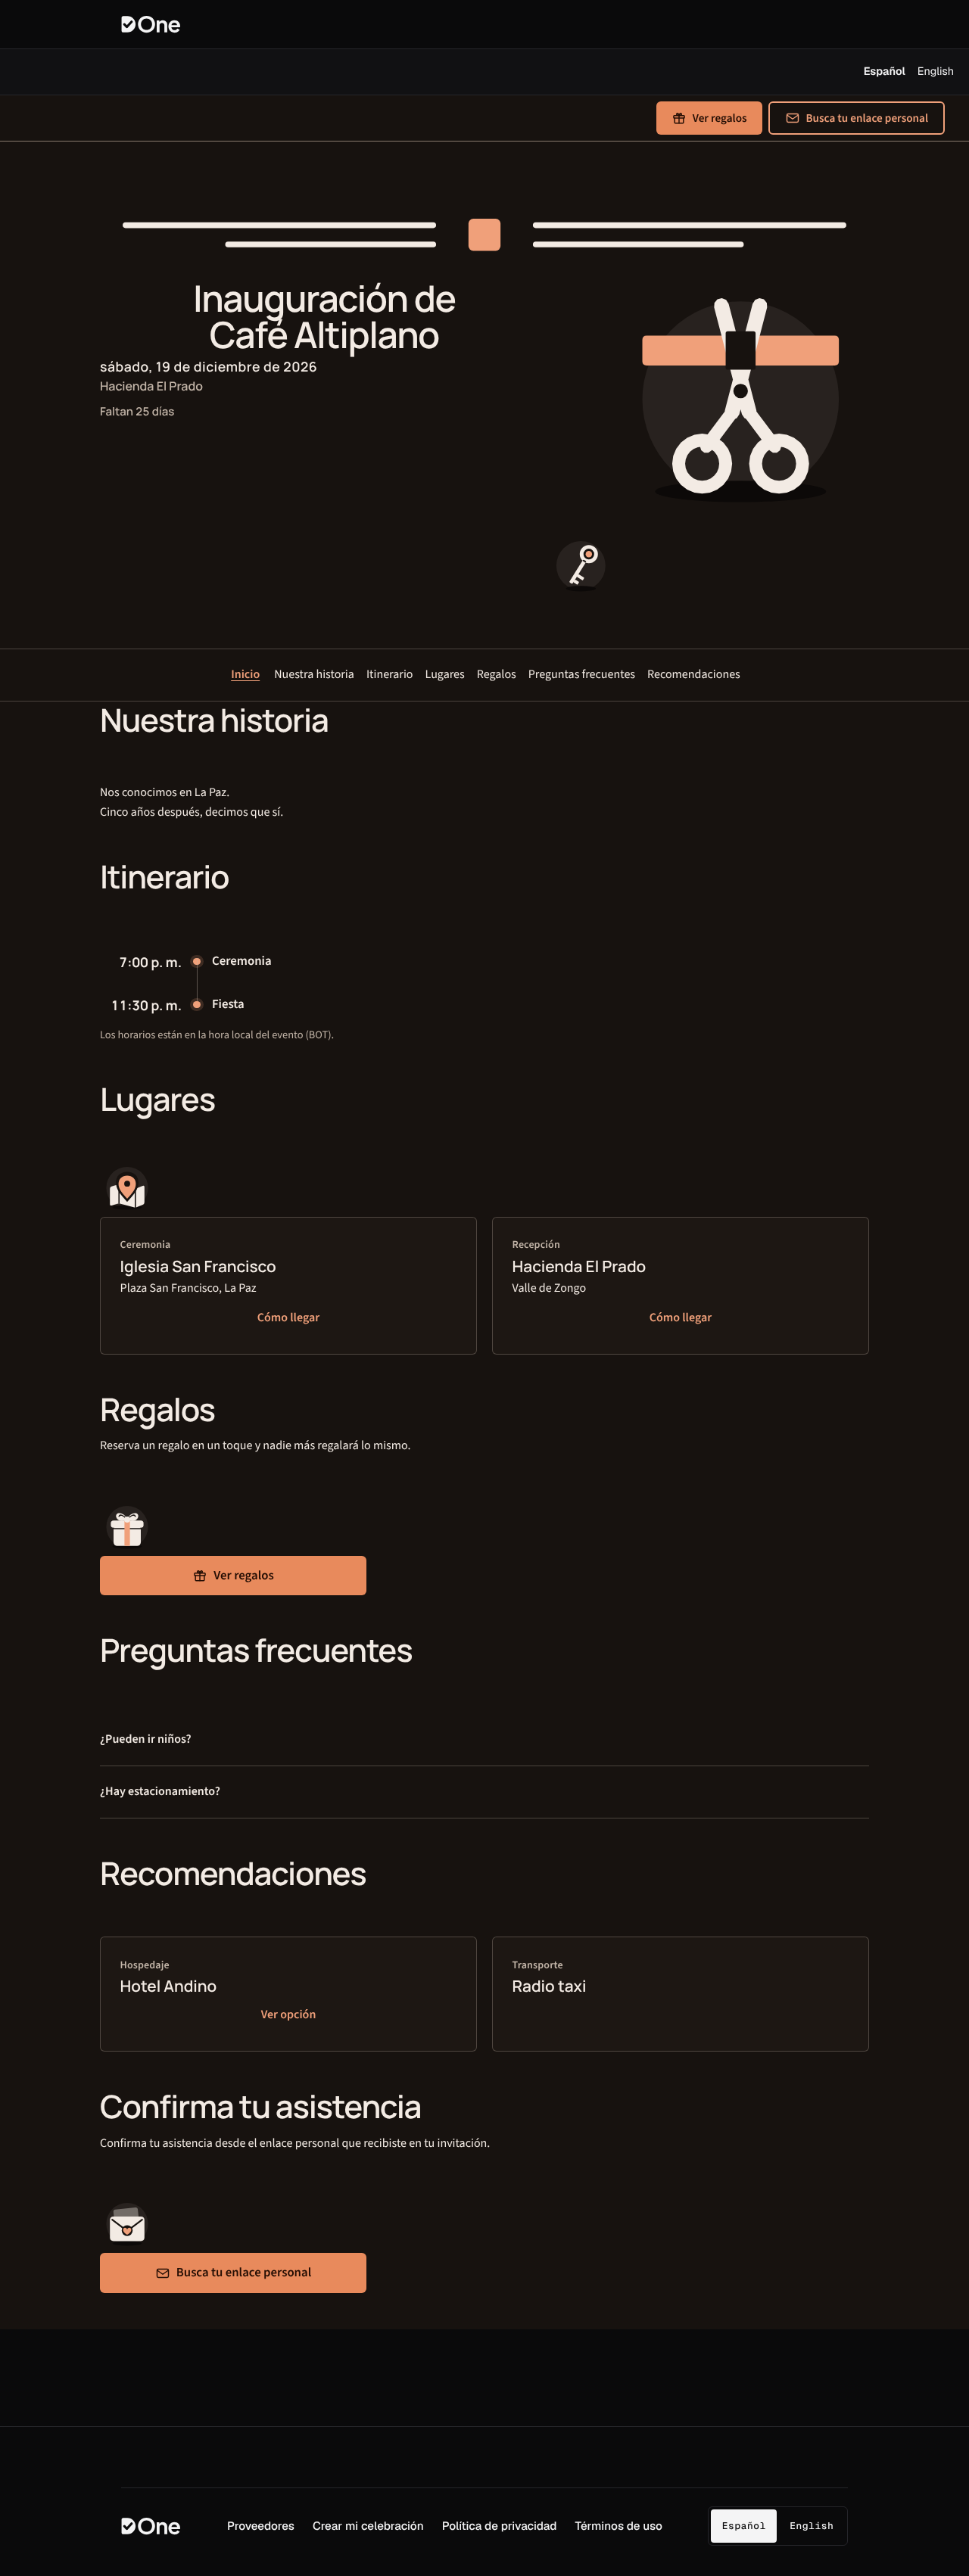 One
Español English
Ver regalos Busca tu enlace personal
Inauguración de
Café Altiplano
sábado, 19 de diciembre de 2026
Hacienda El Prado
Faltan 25 días
Inicio Nuestra historia Itinerario Lugares Regalos Preguntas frecuentes Recomendaciones
Nuestra historia
Nos conocimos en La Paz.
Cinco años después, decimos que sí.
Itinerario
7:00 p. m. Ceremonia
11:30 p. m. Fiesta
Los horarios están en la hora local del evento (BOT).
Lugares
Ceremonia
Iglesia San Francisco
Plaza San Francisco, La Paz
Cómo llegar
Recepción
Hacienda El Prado
Valle de Zongo
Cómo llegar
Regalos
Reserva un regalo en un toque y nadie más regalará lo mismo.
Ver regalos
Preguntas frecuentes
¿Pueden ir niños?
¿Hay estacionamiento?
Recomendaciones
Hospedaje
Hotel Andino
Ver opción
Transporte
Radio taxi
Confirma tu asistencia
Confirma tu asistencia desde el enlace personal que recibiste en tu invitación.
Busca tu enlace personal
One
Proveedores Crear mi celebración Política de privacidad Términos de uso
Español English